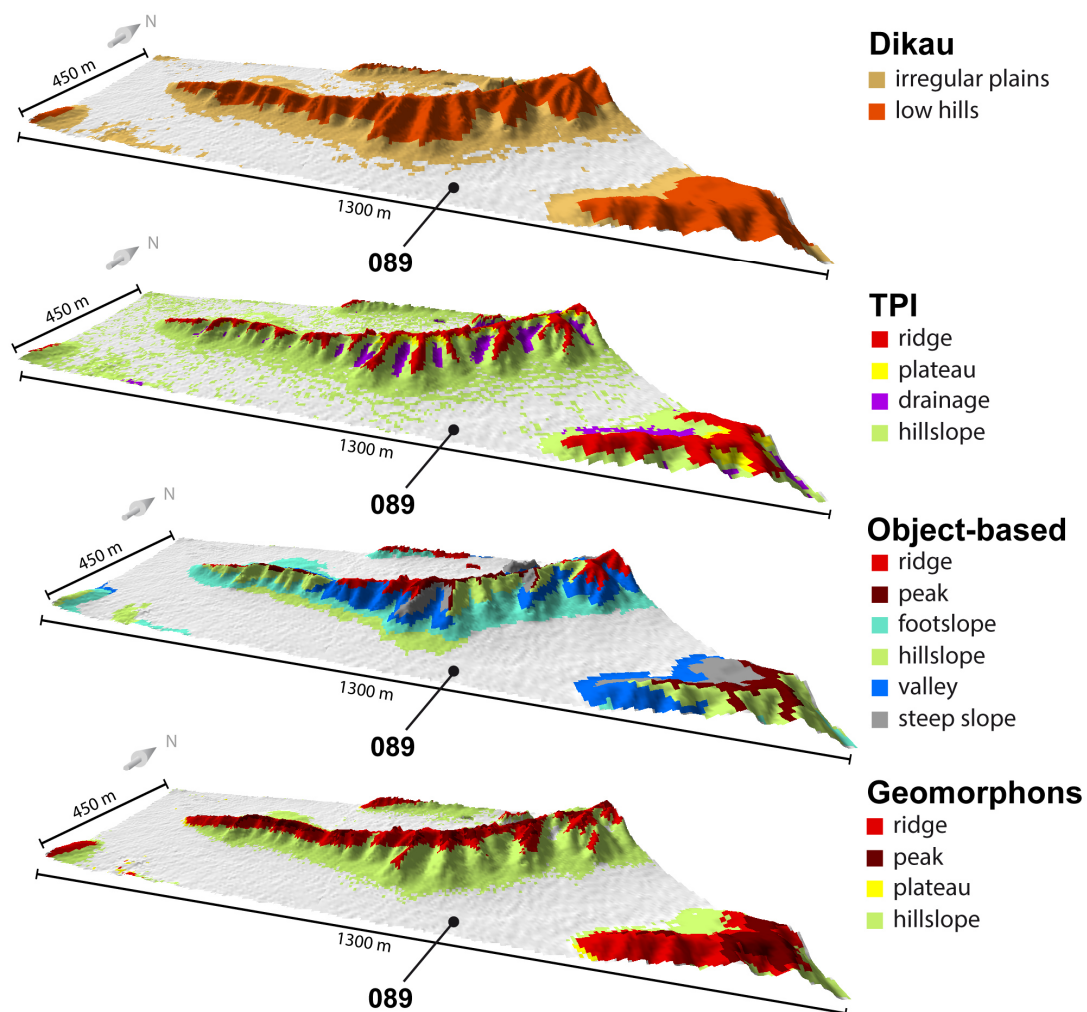 N
450 m
1300 m
089
Dikau
irregular plains
low hills
N
450 m
1300 m
089
TPI
ridge
plateau
drainage
hillslope
N
450 m
1300 m
089
Object-based
ridge
peak
footslope
hillslope
valley
steep slope
N
450 m
1300 m
089
Geomorphons
ridge
peak
plateau
hillslope